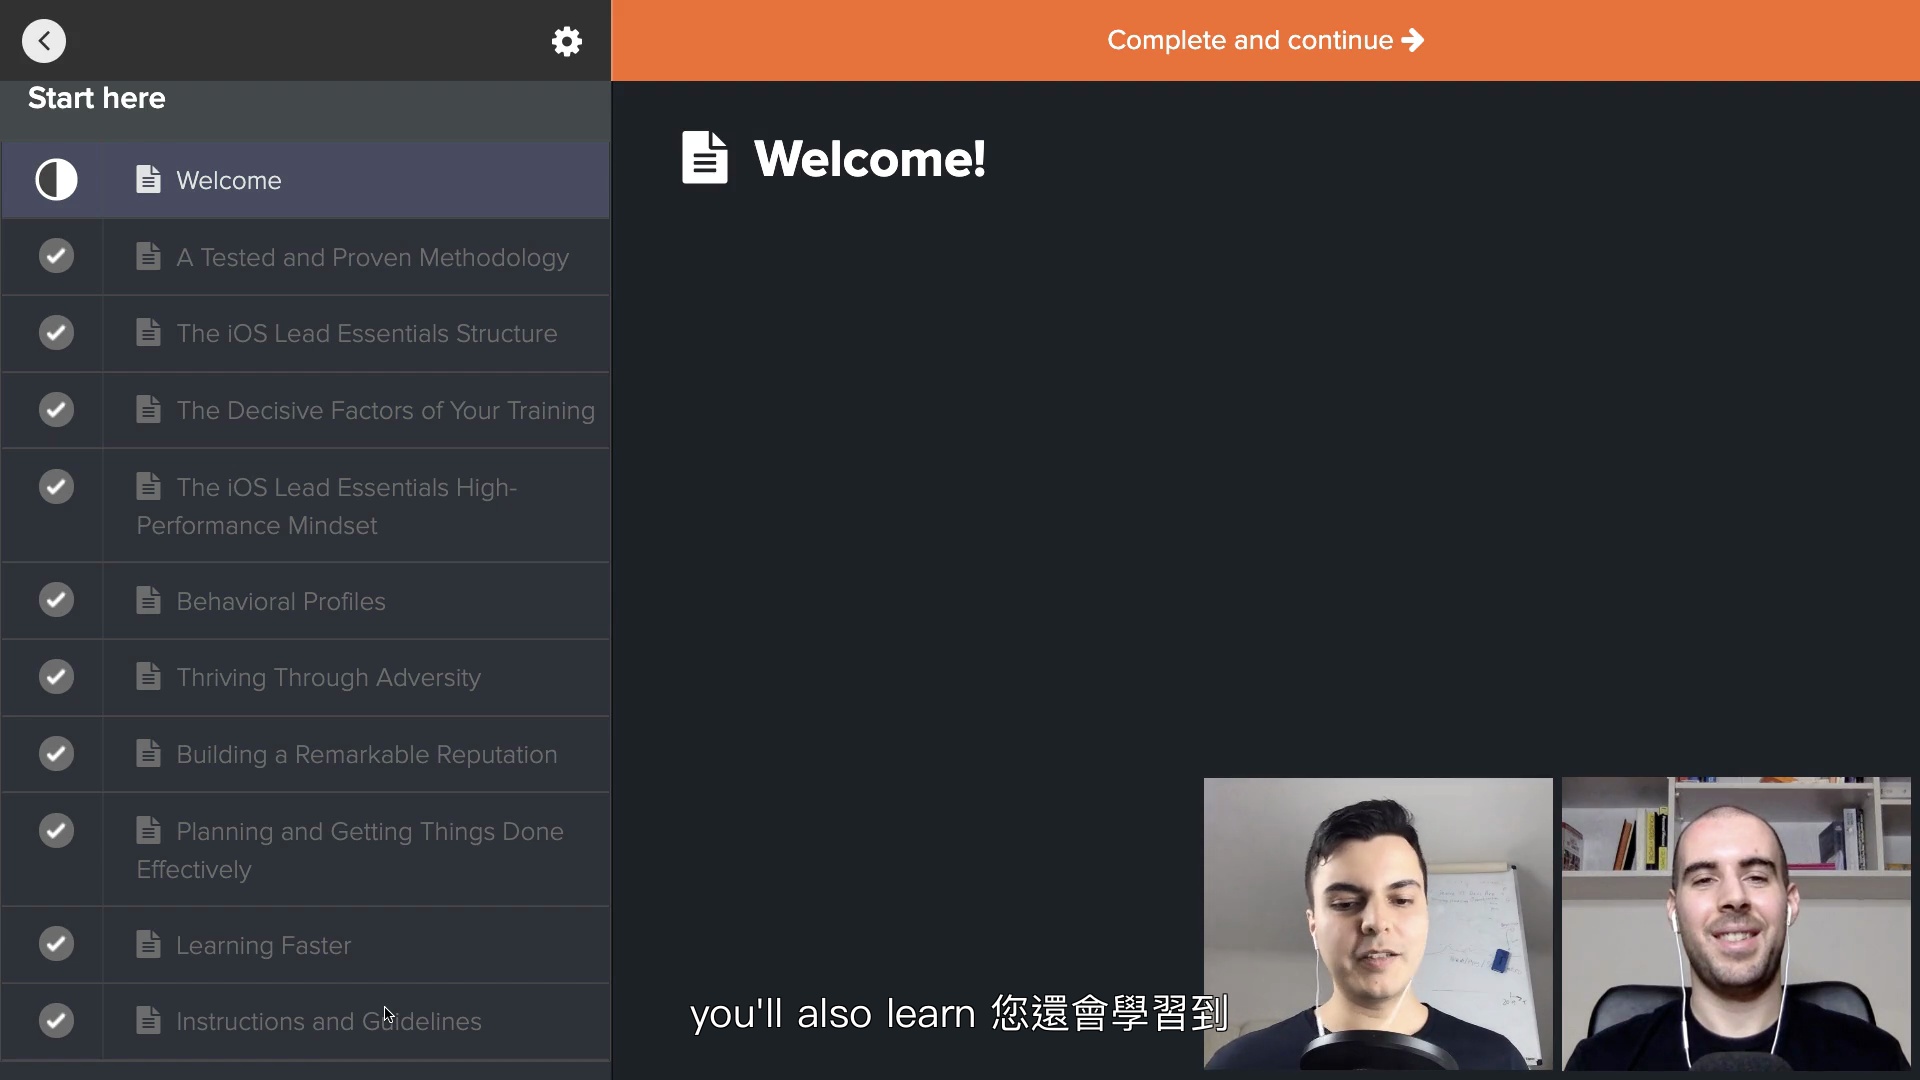 Complete and continue
Start here
Welcome
A Tested and Proven Methodology
The iOS Lead Essentials Structure
The Decisive Factors of Your Training
The iOS Lead Essentials High-
Performance Mindset
Behavioral Profiles
Thriving Through Adversity
Building a Remarkable Reputation
Planning and Getting Things Done
Effectively
Learning Faster
Instructions and Guidelines
Welcome!
you'll also learn 您還會學習到